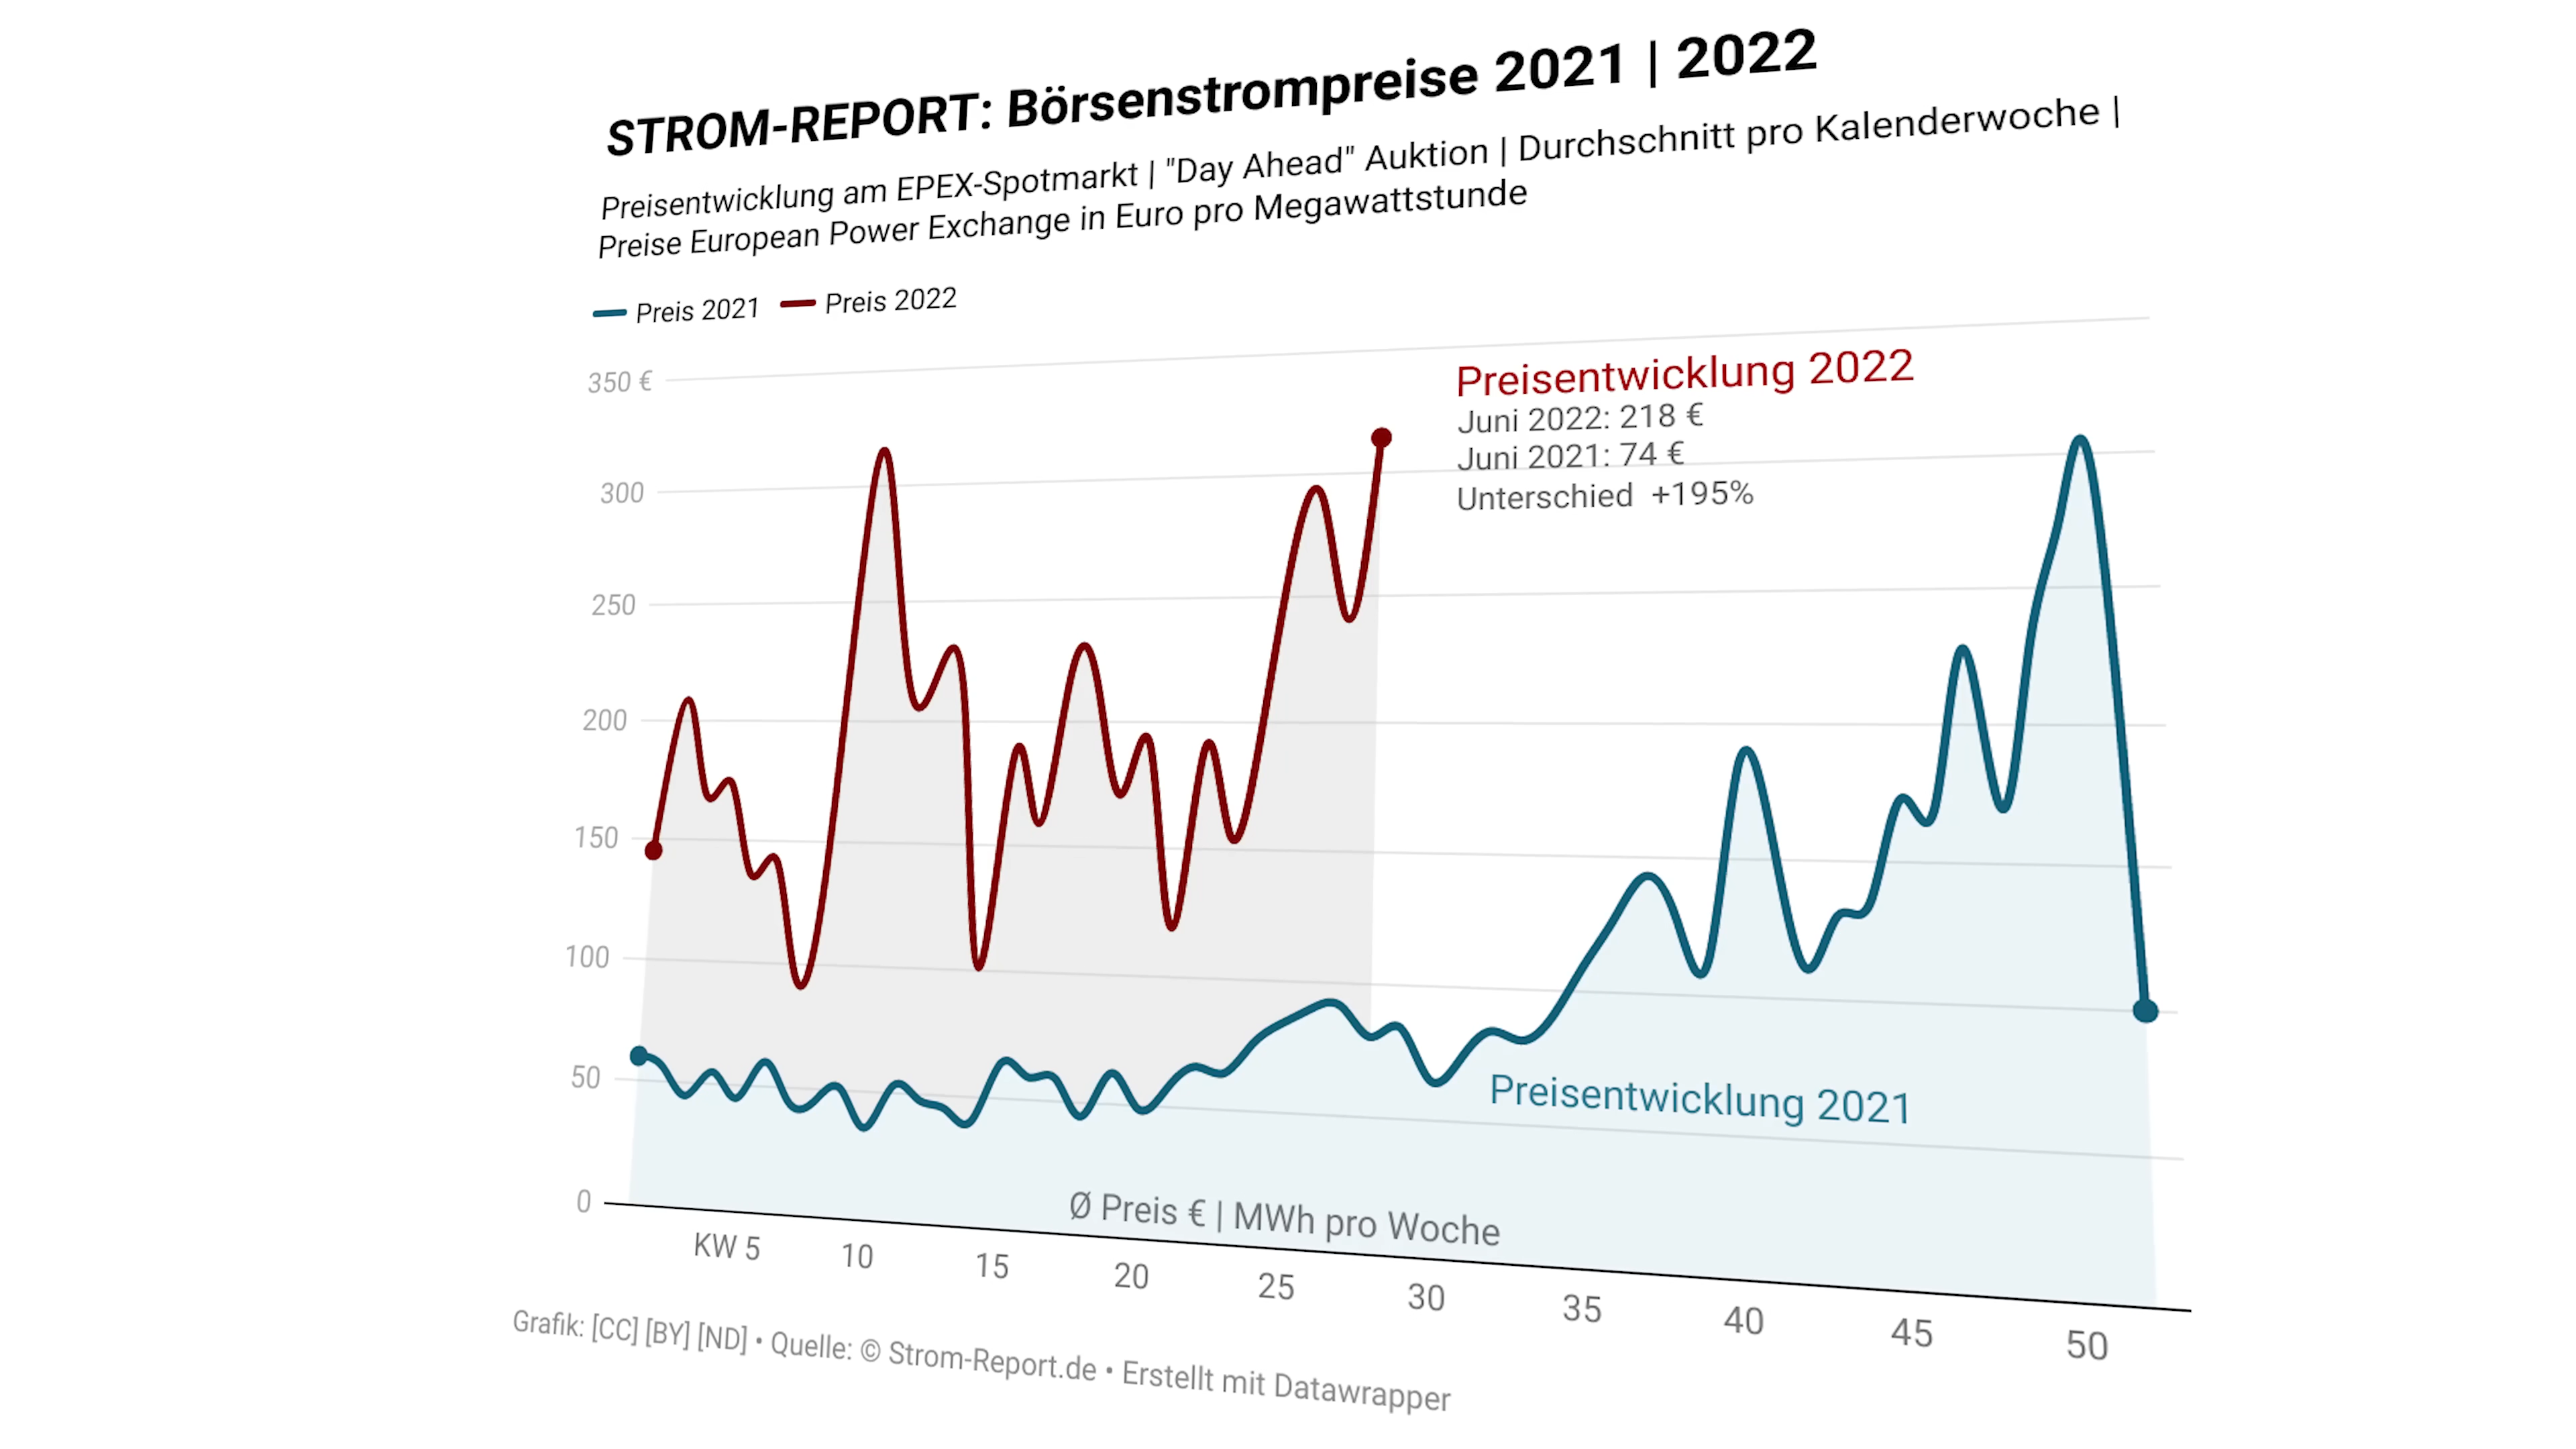 STROM-REPORT: Börsenstrompreise 2021 | 2022
Preisentwicklung am EPEX-Spotmarkt | "Day Ahead" Auktion | Durchschnitt pro Kalenderwoche |
Preise European Power Exchange in Euro pro Megawattstunde
Preis 2021 Preis 2022
350 €
Preisentwicklung 2022
Juni 2022: 218 €
Juni 2021: 74 €
Unterschied +195%
300
250
200
150
100
50
Preisentwicklung 2021
0
Ø Preis € | MWh pro Woche
KW 5 10 15 20 25 30 35 40 45 50
Grafik: [CC] [BY] [ND] • Quelle: © Strom-Report.de • Erstellt mit Datawrapper